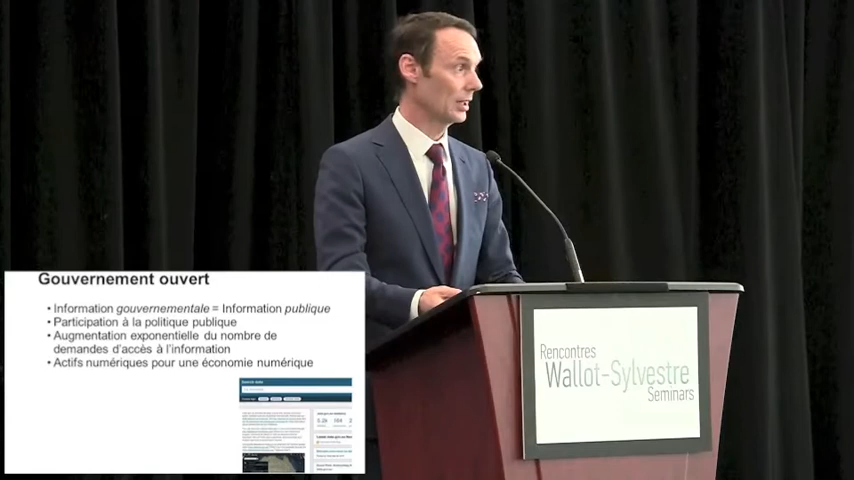 Gouvernement ouvert
• Information gouvernementale = Information publique
• Participation à la politique publique
• Augmentation exponentielle du nombre de
demandes d'accès à l'information
• Actifs numériques pour une économie numérique
Rencontres
Wallot-Sylvestre
Seminars